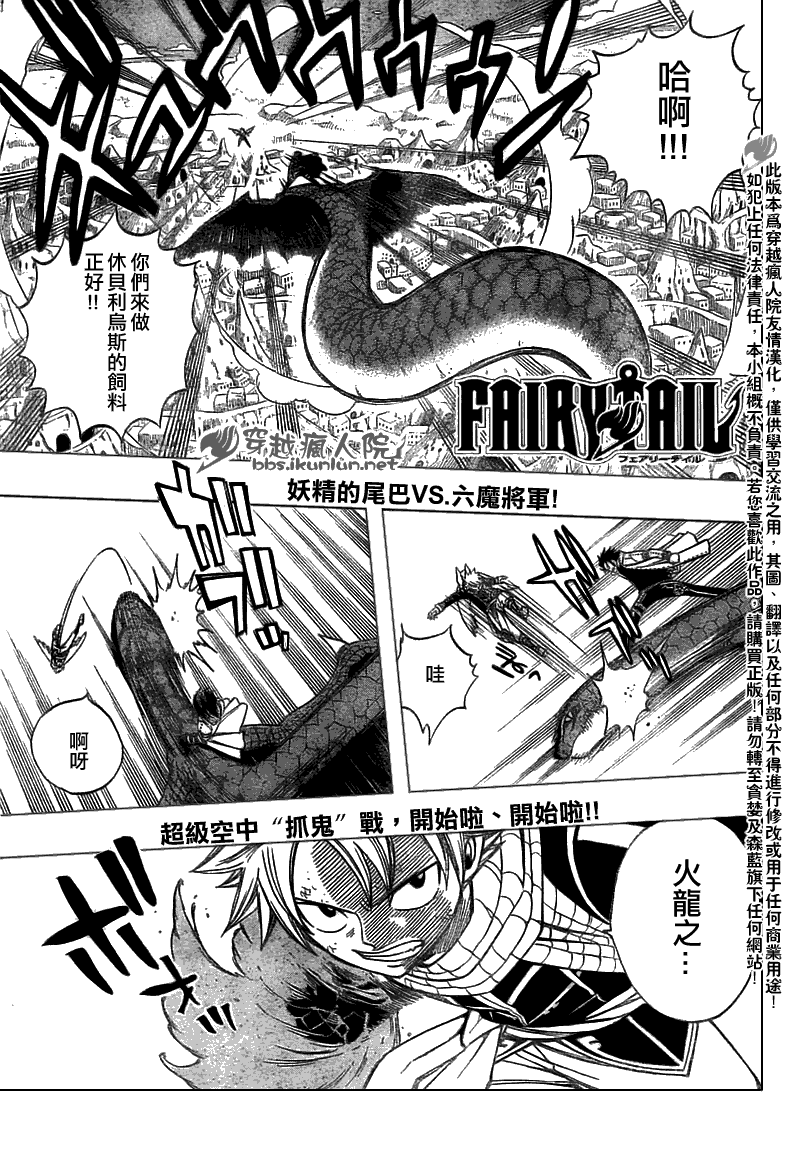 哈啊!!!
你們來做
休貝利烏斯的飼料
正好!!
FAIRY TAIL
フェアリーテイル
穿越瘋人院
bbs.ikunlun.net
妖精的尾巴VS.六魔將軍!
哇
啊呀
超級空中“抓鬼”戰，開始啦、開始啦!!
火龍之…
此版本爲穿越瘋人院友情漢化，僅供學習交流之用，其圖、翻譯以及任何部分不得進行修改或用于任何商業用途！
如犯上任何法律責任，本小組概不負責。若您喜歡此作品。請購買正版！請勿轉至貪婪及森藍旗下任何網站！